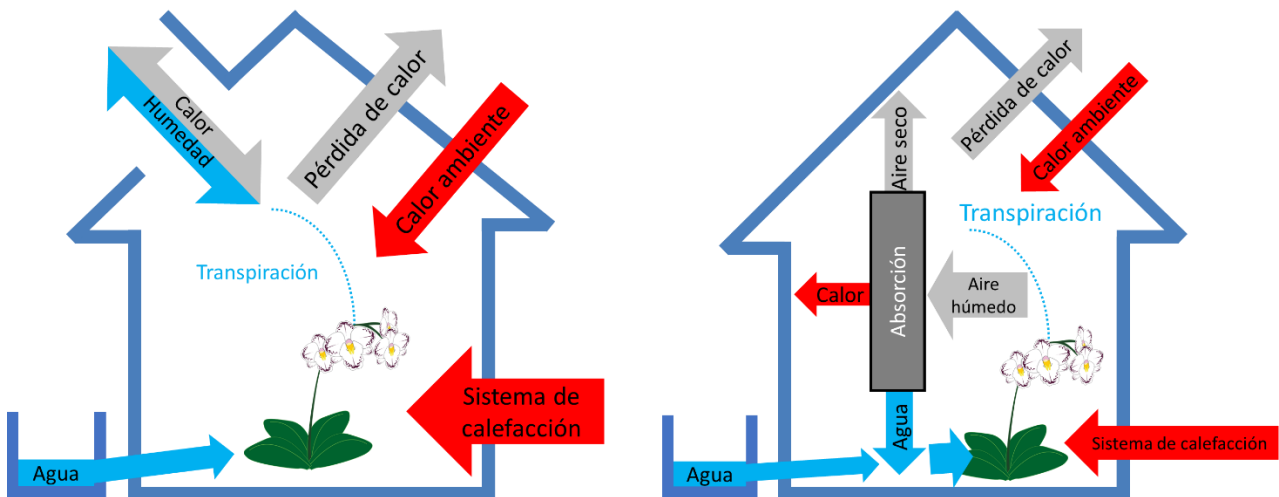 Calor
Humedad
Pérdida de calor
Calor ambiente
Transpiración
Sistema de
calefacción
Agua
Aire seco
Pérdida de calor
Calor ambiente
Transpiración
Absorción
Calor
Aire
húmedo
Agua
Sistema de calefacción
Agua